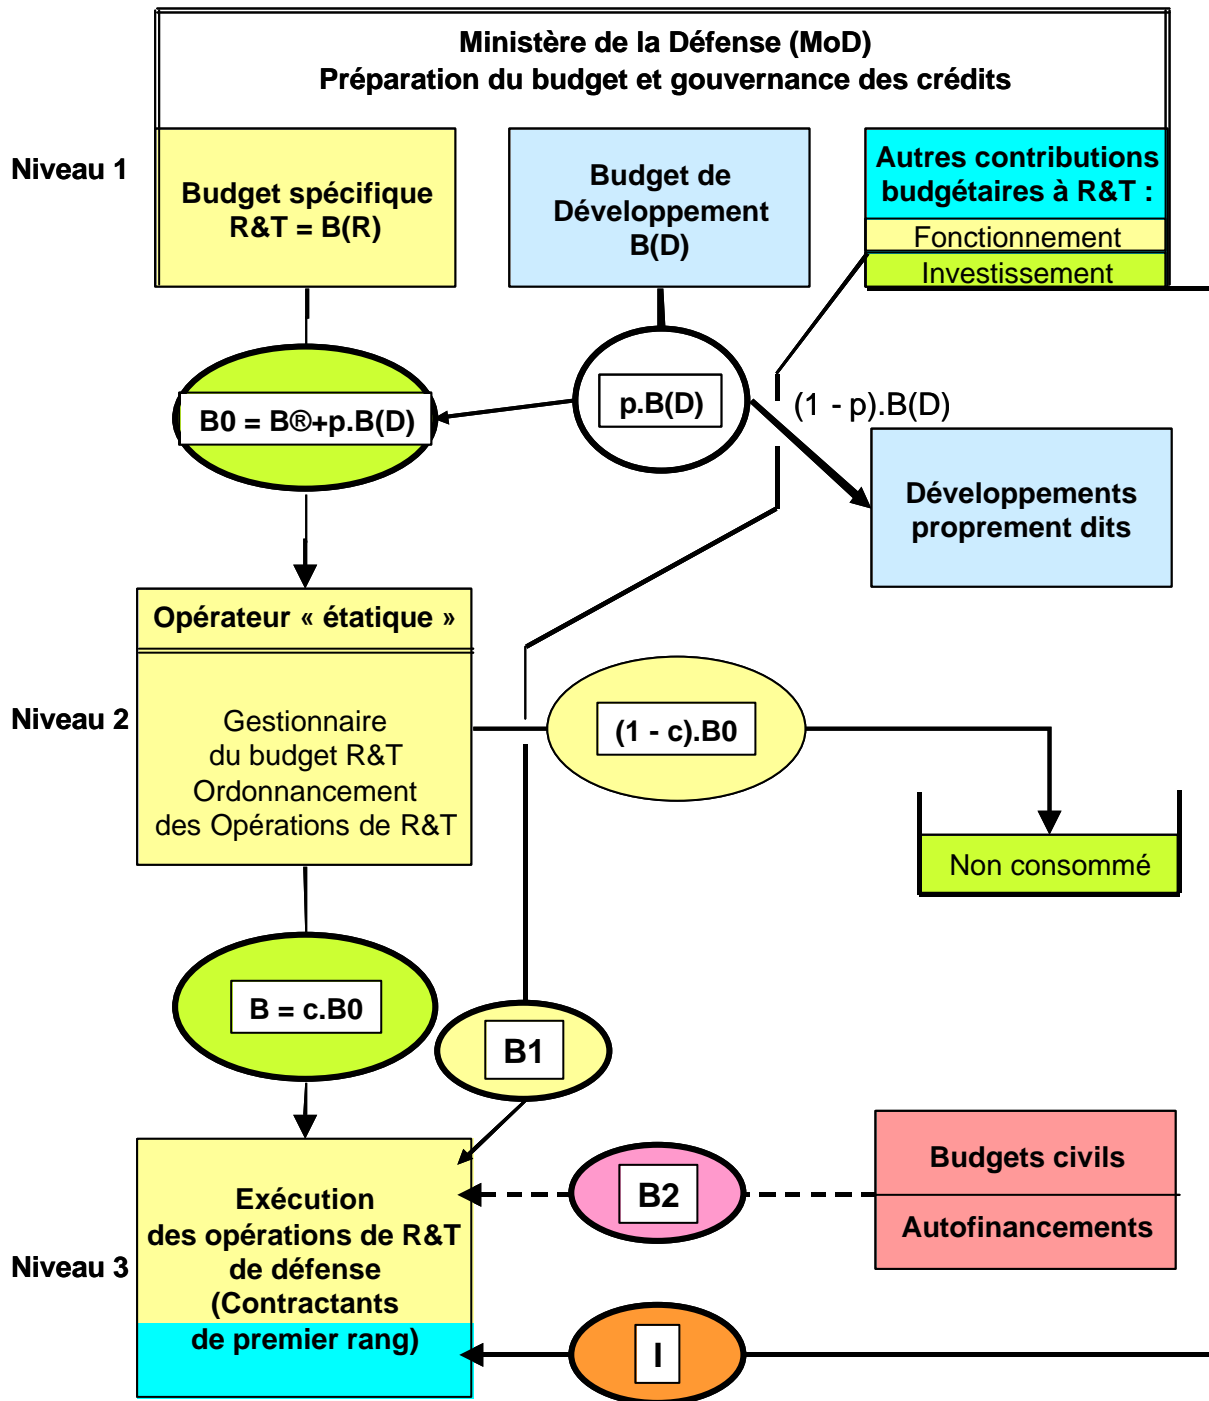 Ministère de la Défense (MoD)
Préparation du budget et gouvernance des crédits
Niveau 1
Budget spécifique
R&T = B(R)
Budget de
Développement
B(D)
Autres contributions
budgétaires à R&T :
Fonctionnement
Investissement
B0 = B®+p.B(D)
p.B(D)
(1 - p).B(D)
Développements
proprement dits
Opérateur « étatique »
Niveau 2
Gestionnaire
du budget R&T
Ordonnancement
des Opérations de R&T
(1 - c).B0
Non consommé
B = c.B0
B1
Niveau 3
Exécution
des opérations de R&T
de défense
(Contractants
de premier rang)
B2
Budgets civils
Autofinancements
I